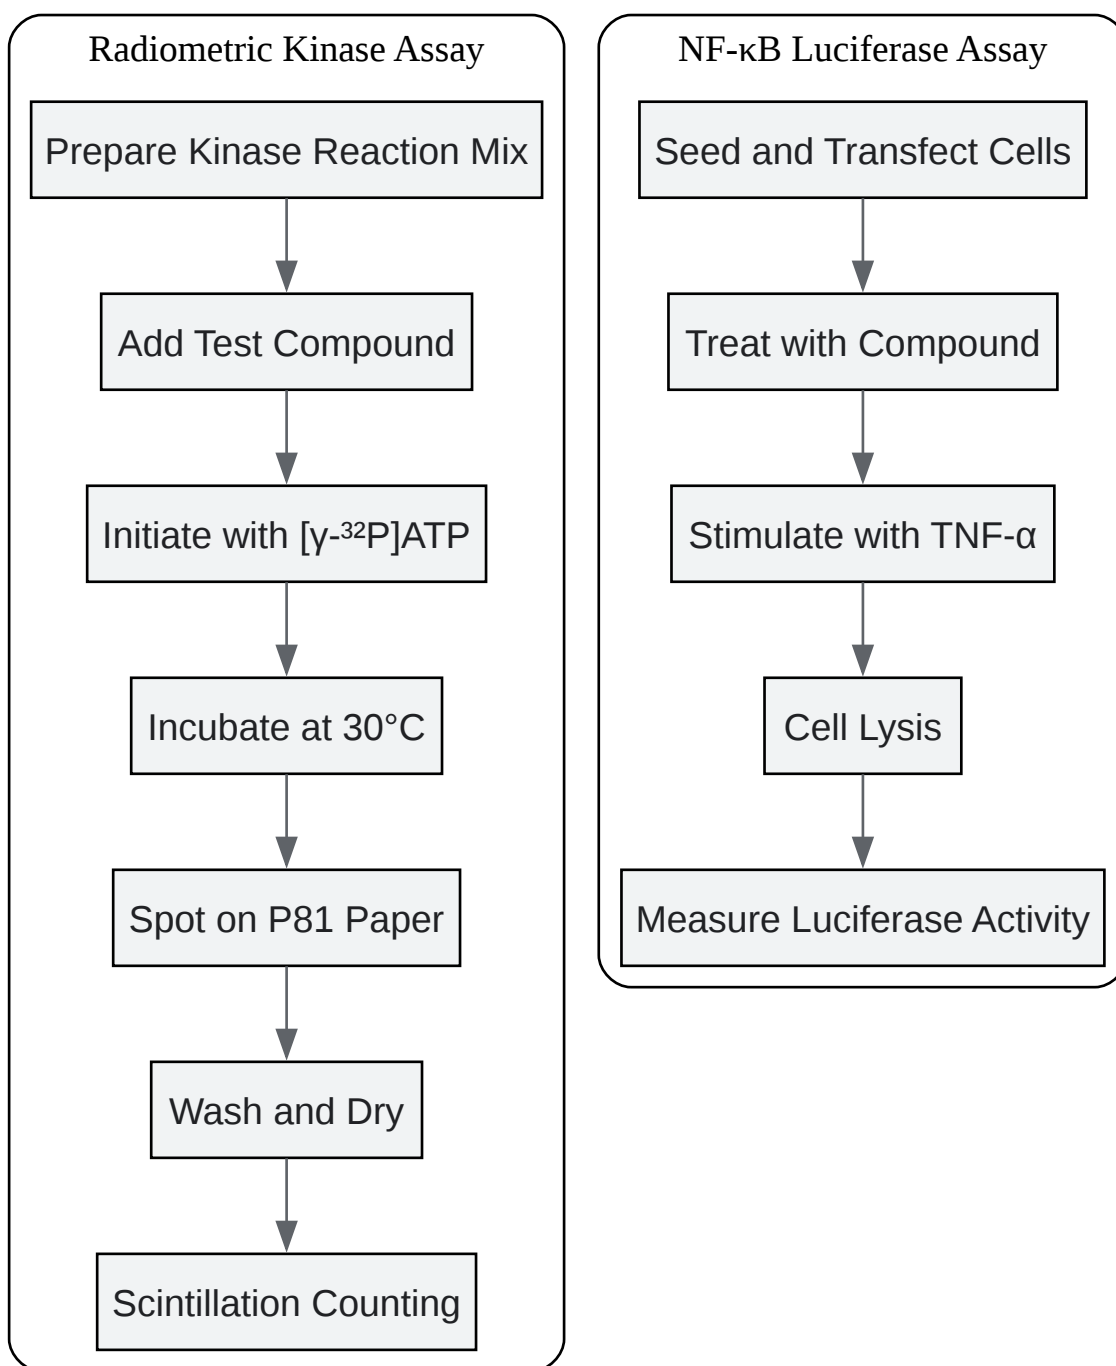 Radiometric Kinase Assay
Prepare Kinase Reaction Mix
Add Test Compound
Initiate with [γ-³²P]ATP
Incubate at 30°C
Spot on P81 Paper
Wash and Dry
Scintillation Counting
NF-κB Luciferase Assay
Seed and Transfect Cells
Treat with Compound
Stimulate with TNF-α
Cell Lysis
Measure Luciferase Activity